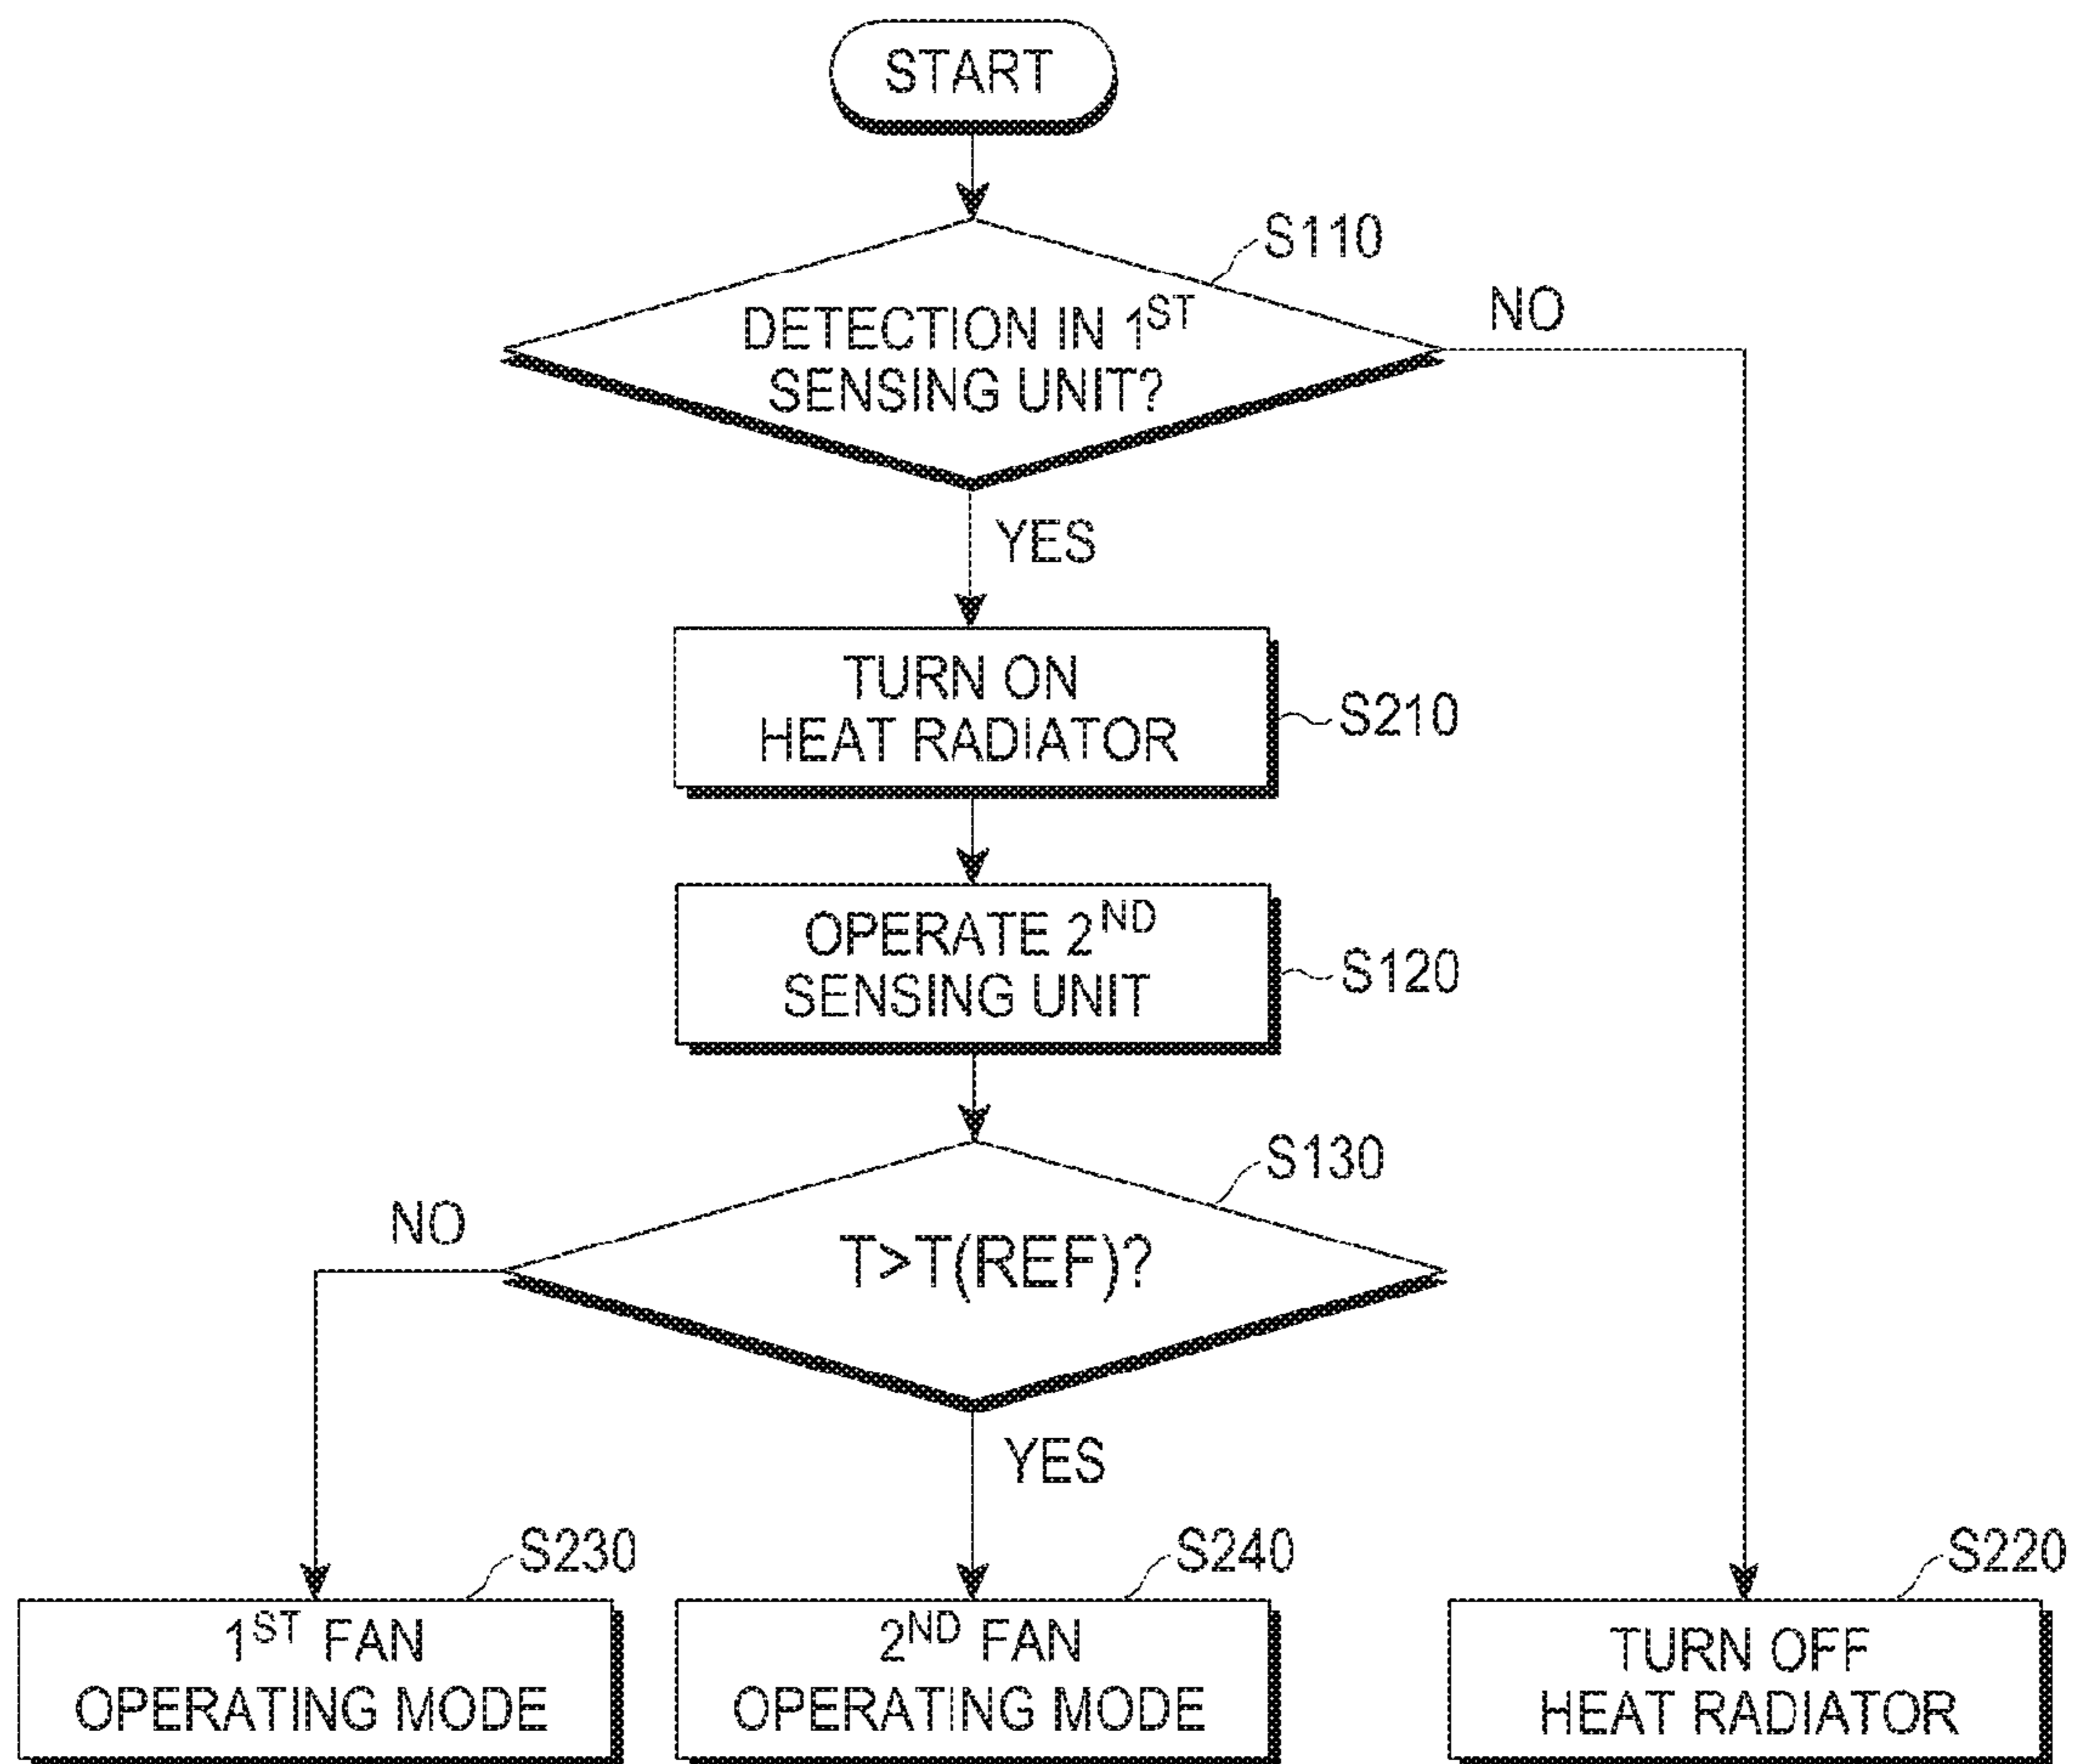 START
S110
DETECTION IN 1ST
SENSING UNIT?
NO
YES
TURN ON
HEAT RADIATOR
S210
OPERATE 2ND
SENSING UNIT
S120
S130
NO
T>T(REF)?
YES
S230
1ST FAN
OPERATING MODE
S240
2ND FAN
OPERATING MODE
S220
TURN OFF
HEAT RADIATOR